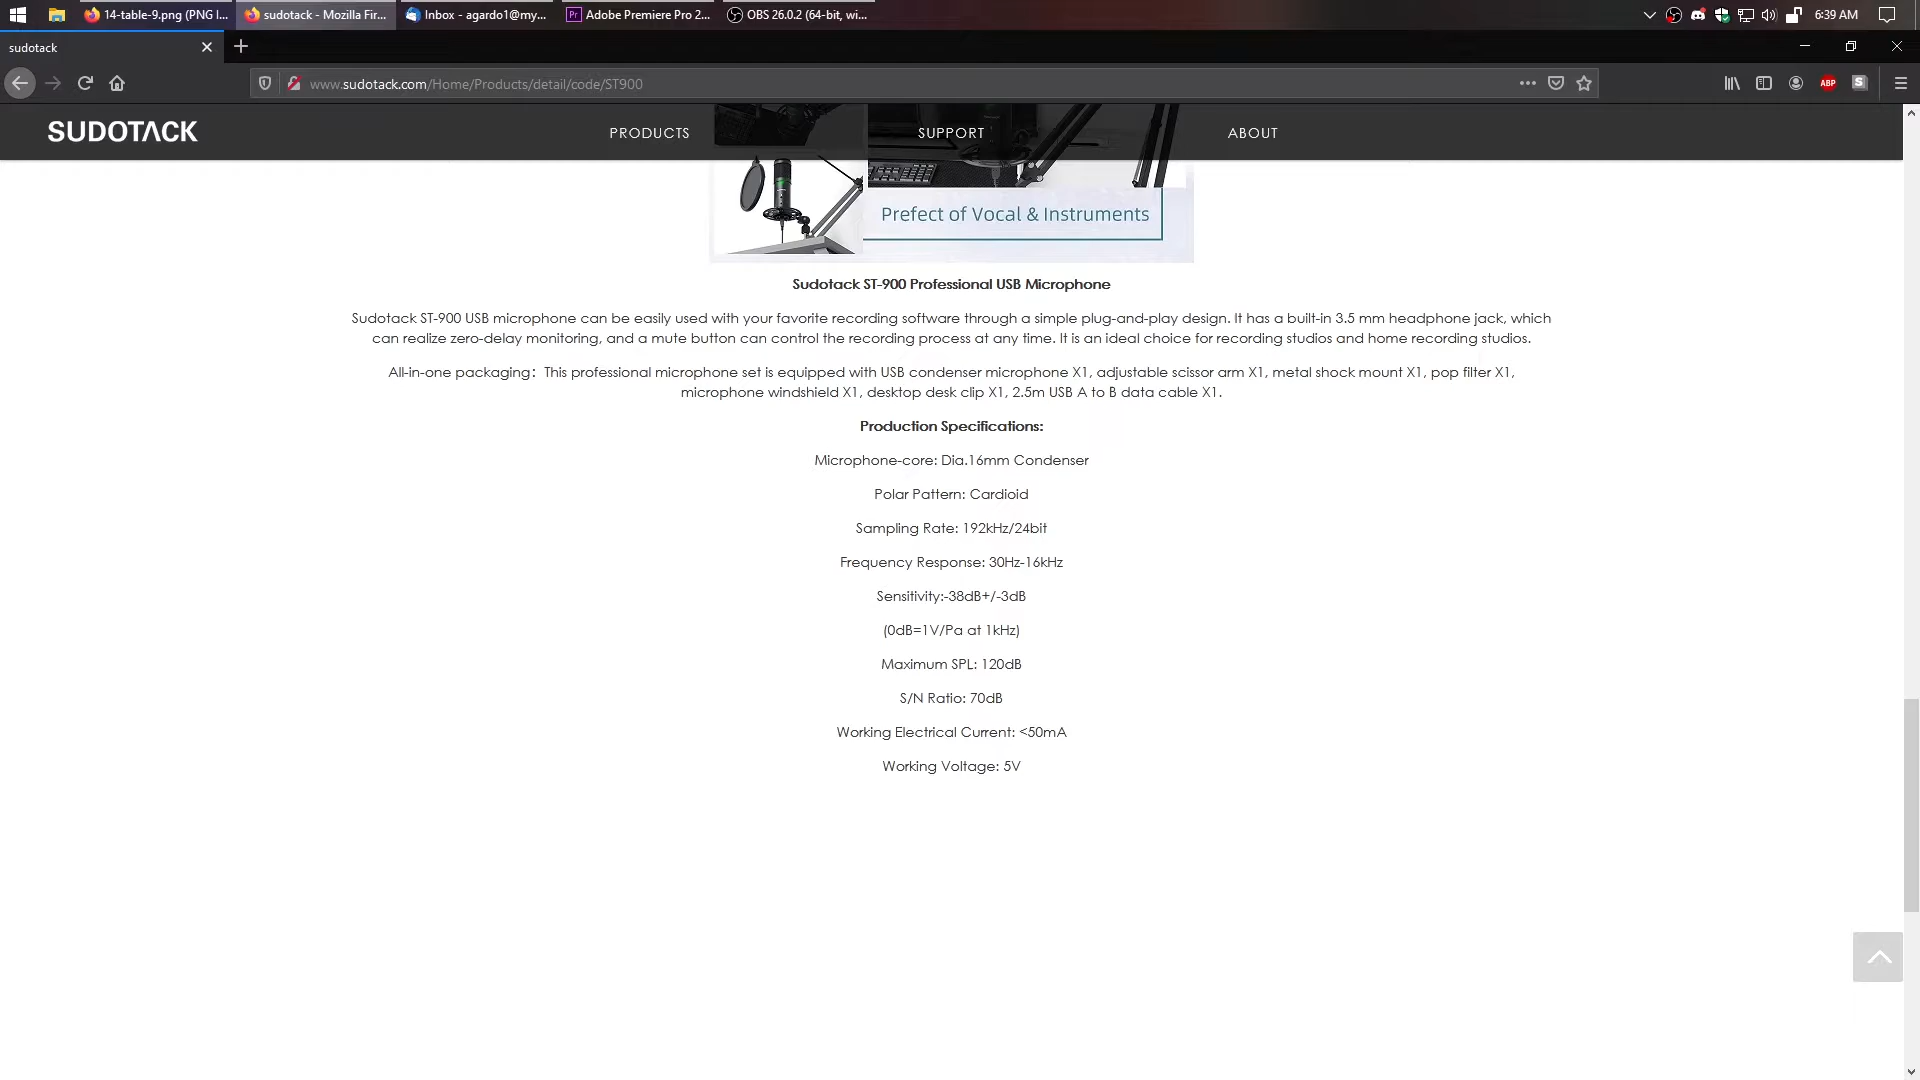 14-table-9.png (PNG I...
sudotack - Mozilla Fir...
Inbox - agardo1@my...
Pr
Adobe Premiere Pro 2...
OBS 26.0.2 (64-bit, wi...
6:39 AM
sudotack
www.sudotack.com/Home/Products/detail/code/ST900
ABP
S
SUDOTACK
PRODUCTS
SUPPORT
ABOUT
Prefect of Vocal & Instruments
Sudotack ST-900 Professional USB Microphone
Sudotack ST-900 USB microphone can be easily used with your favorite recording software through a simple plug-and-play design. It has a built-in 3.5 mm headphone jack, which
can realize zero-delay monitoring, and a mute button can control the recording process at any time. It is an ideal choice for recording studios and home recording studios.
All-in-one packaging：This professional microphone set is equipped with USB condenser microphone X1, adjustable scissor arm X1, metal shock mount X1, pop filter X1,
microphone windshield X1, desktop desk clip X1, 2.5m USB A to B data cable X1.
Production Specifications:
Microphone-core: Dia.16mm Condenser
Polar Pattern: Cardioid
Sampling Rate: 192kHz/24bit
Frequency Response: 30Hz-16kHz
Sensitivity:-38dB+/-3dB
(0dB=1V/Pa at 1kHz)
Maximum SPL: 120dB
S/N Ratio: 70dB
Working Electrical Current: <50mA
Working Voltage: 5V